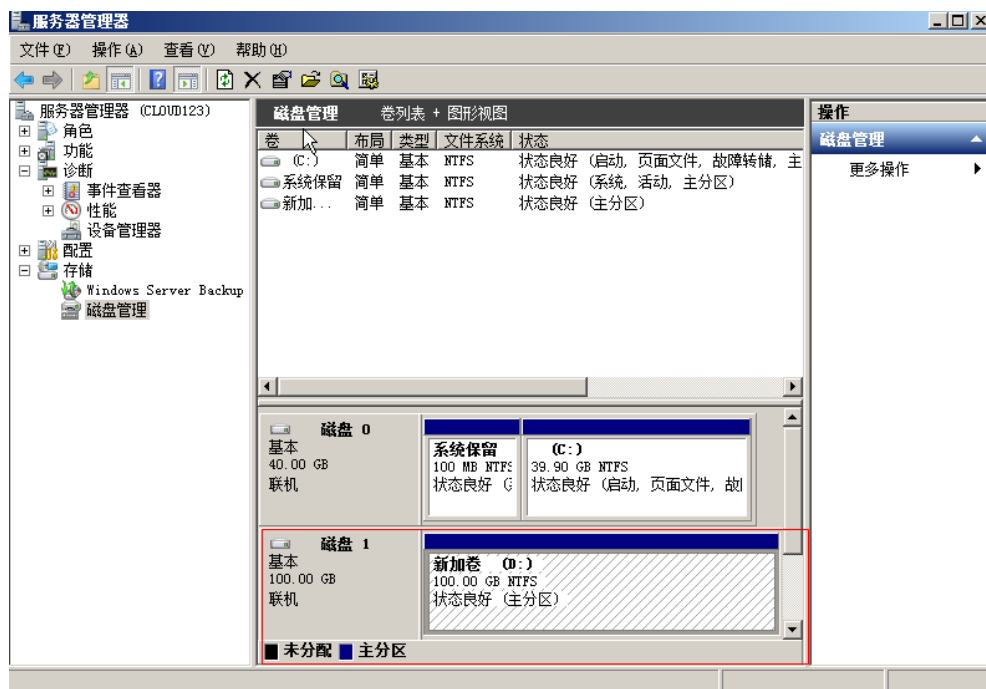 服务器管理器
文件(F) 操作(A) 查看(V) 帮助(H)
服务器管理器 (CLOUD123)
角色
功能
诊断
事件查看器
性能
设备管理器
配置
存储
Windows Server Backup
磁盘管理
磁盘管理 卷列表 + 图形视图
卷 布局 类型 文件系统 状态
(C:) 简单 基本 NTFS 状态良好 (启动, 页面文件, 故障转储, 主
系统保留 简单 基本 NTFS 状态良好 (系统, 活动, 主分区)
新加... 简单 基本 NTFS 状态良好 (主分区)
磁盘 0
基本
40.00 GB
联机
系统保留
100 MB NTFS
状态良好 (
(C:)
39.90 GB NTFS
状态良好 (启动, 页面文件, 故
磁盘 1
基本
100.00 GB
联机
新加卷 (D:)
100.00 GB NTFS
状态良好 (主分区)
未分配 主分区
操作
磁盘管理
更多操作